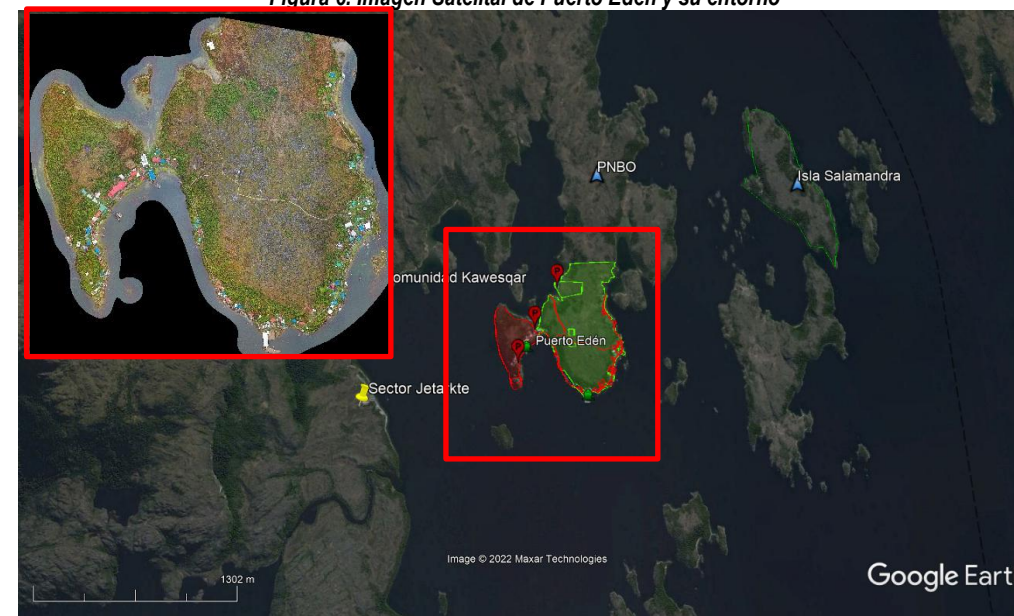 Figura 6. Imagen Satelital de Puerto Edén y su entorno
PNBO
Isla Salamandra
omunidad Kawesqar
Puerto Edén
Sector Jetarkte
Image © 2022 Maxar Technologies
1302 m
Google Eart